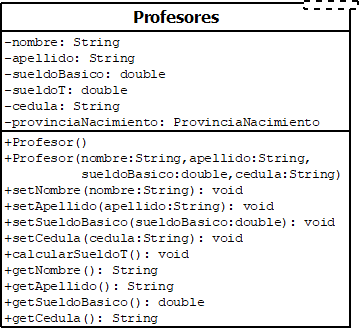 Profesores
-nombre: String
-apellido: String
-sueldoBasico: double
-sueldoT: double
-cedula: String
-provinciaNacimiento: ProvinciaNacimiento
+Profesor()
+Profesor(nombre:String,apellido:String,
sueldoBasico:double,cedula:String)
+setNombre(nombre:String): void
+setApellido(apellido:String): void
+setSueldoBasico(sueldoBasico:double): void
+setCedula(cedula:String): void
+calcularSueldoT(): void
+getNombre(): String
+getApellido(): String
+getSueldoBasico(): double
+getCedula(): String